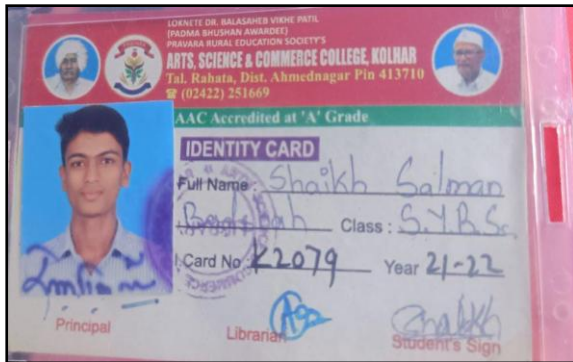 LOKNETE DR. BALASAHEB VIKHE PATIL
(PADMA BHUSHAN AWARDEE)
PRAVARA RURAL EDUCATION SOCIETY'S
ARTS, SCIENCE & COMMERCE COLLEGE, KOLHAR
Tal. Rahata, Dist. Ahmednagar Pin 413710
☎ (02422) 251669
AAC Accredited at 'A' Grade
IDENTITY CARD
Full Name : Shaikh Salman
Class : S.Y.B.Sc.
I.Card No : K2079 Year 21-22
Principal
Librarian
Shaikh
Student's Sign